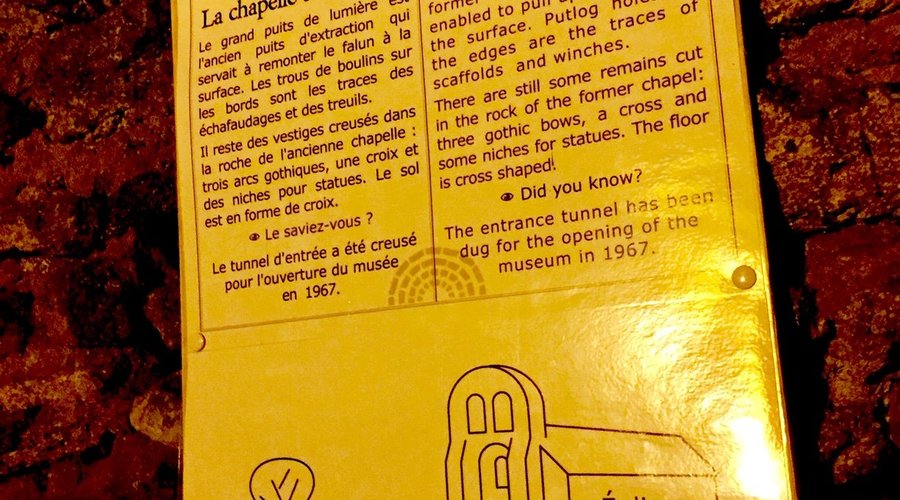 La chapelle
Le grand puits de lumière est
l'ancien puits d'extraction qui
servait à remonter le falun à la
surface. Les trous de boulins sur
les bords sont les traces des
échafaudages et des treuils.
Il reste des vestiges creusés dans
la roche de l'ancienne chapelle :
trois arcs gothiques, une croix et
des niches pour statues. Le sol
est en forme de croix.
Le saviez-vous ?
Le tunnel d'entrée a été creusé
pour l'ouverture du musée
en 1967.
former
enabled to pull up
the surface. Putlog holes
the edges are the traces of
scaffolds and winches.
There are still some remains cut
in the rock of the former chapel:
three gothic bows, a cross and
some niches for statues. The floor
is cross shaped!
Did you know?
The entrance tunnel has been
dug for the opening of the
museum in 1967.